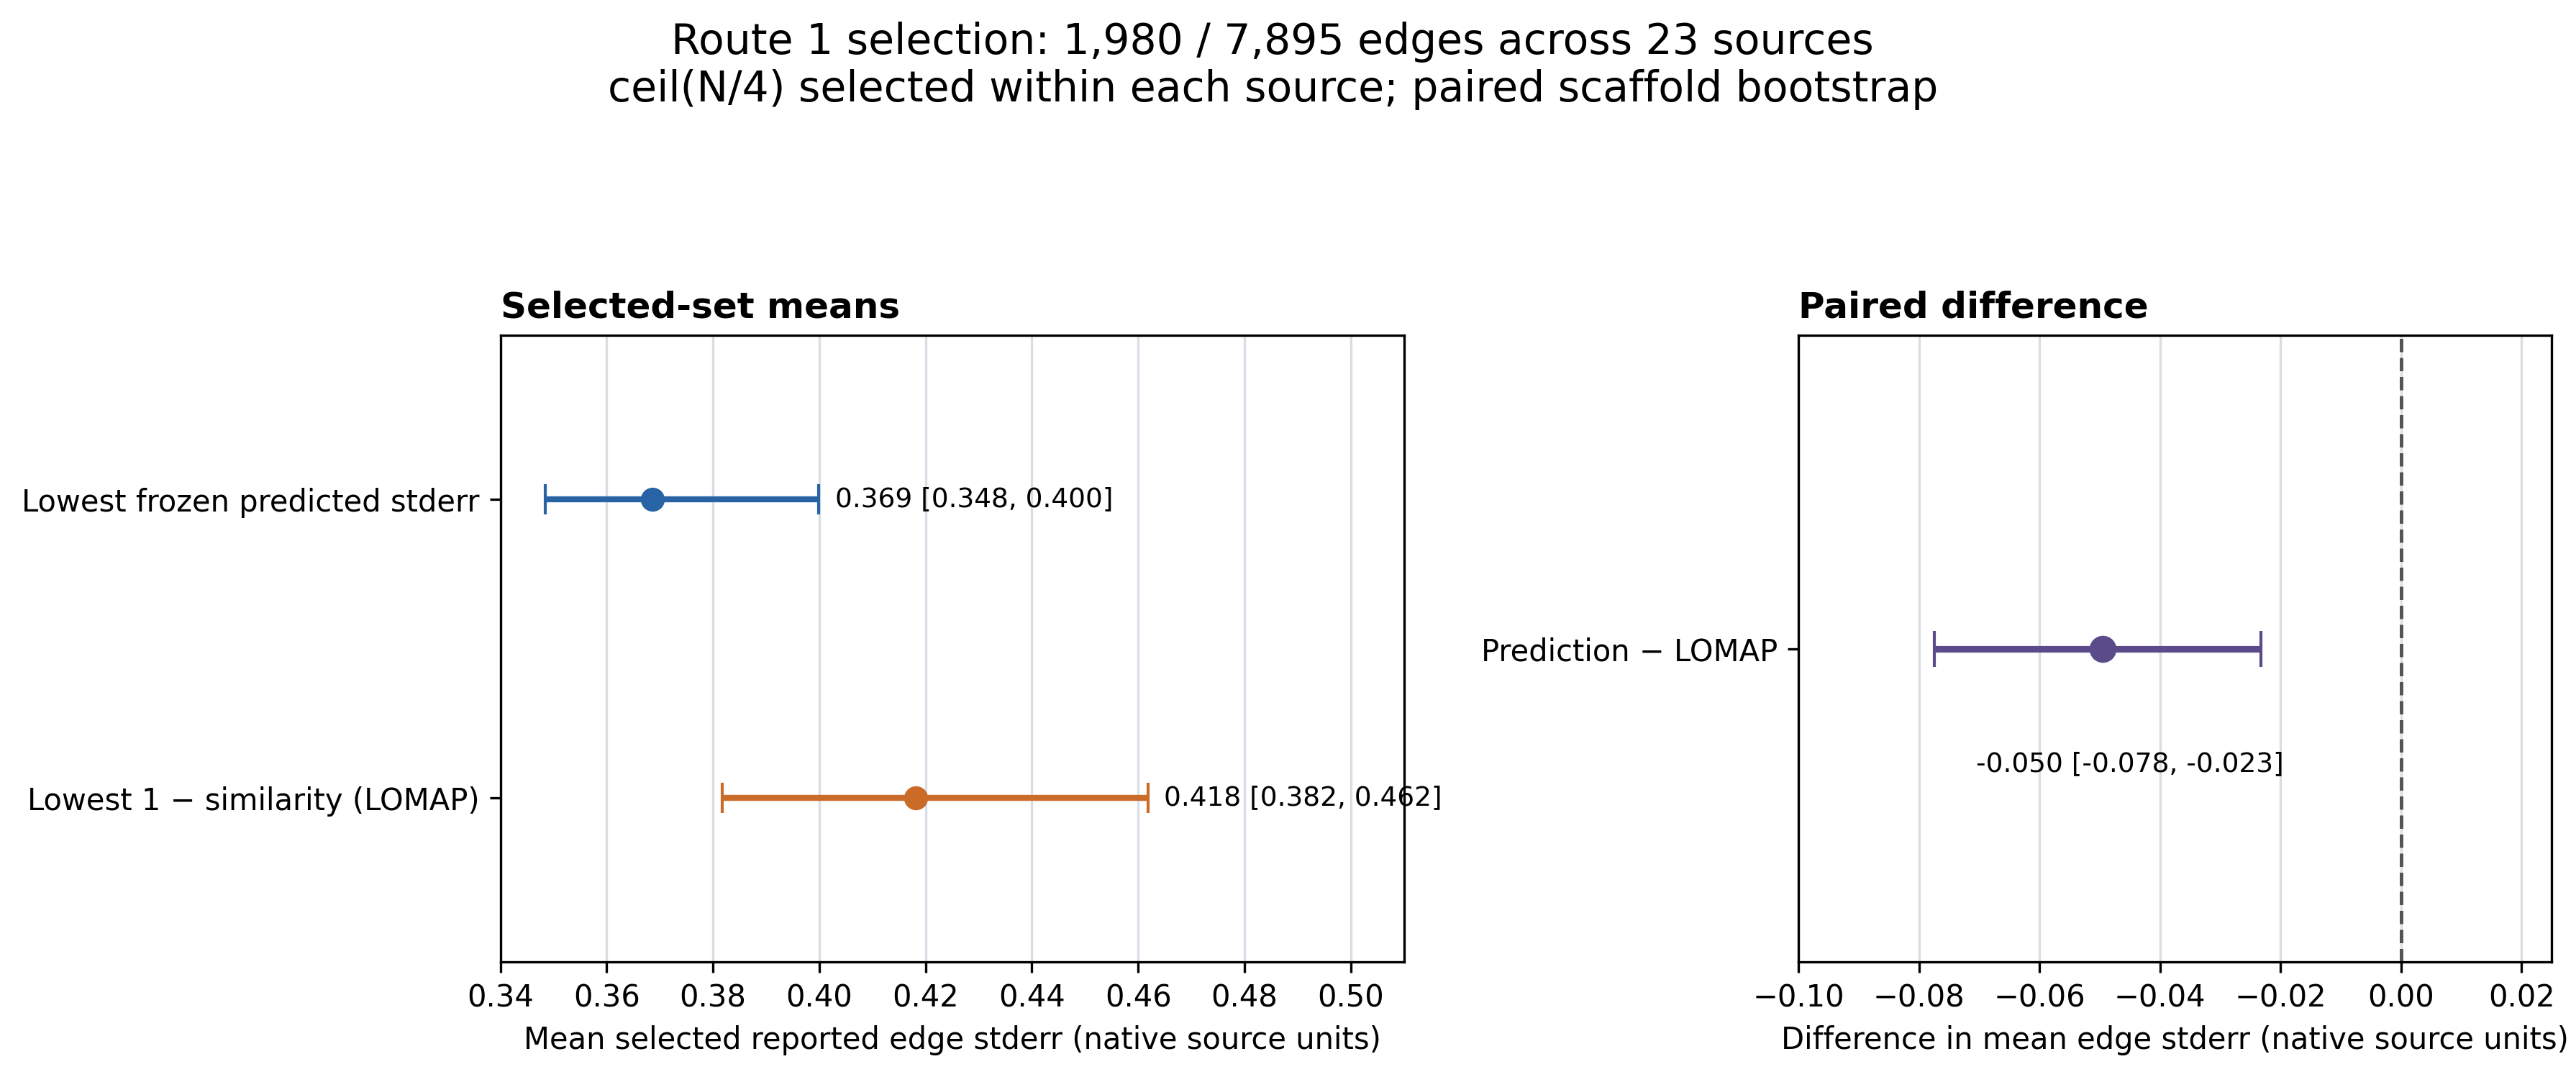 Route 1 selection: 1,980 / 7,895 edges across 23 sources
ceil(N/4) selected within each source; paired scaffold bootstrap
Selected-set means
Lowest frozen predicted stderr
0.369 [0.348, 0.400]
Lowest 1 − similarity (LOMAP)
0.418 [0.382, 0.462]
0.34 0.36 0.38 0.40 0.42 0.44 0.46 0.48 0.50
Mean selected reported edge stderr (native source units)
Paired difference
Prediction − LOMAP
-0.050 [-0.078, -0.023]
−0.10 −0.08 −0.06 −0.04 −0.02 0.00 0.02
Difference in mean edge stderr (native source units)